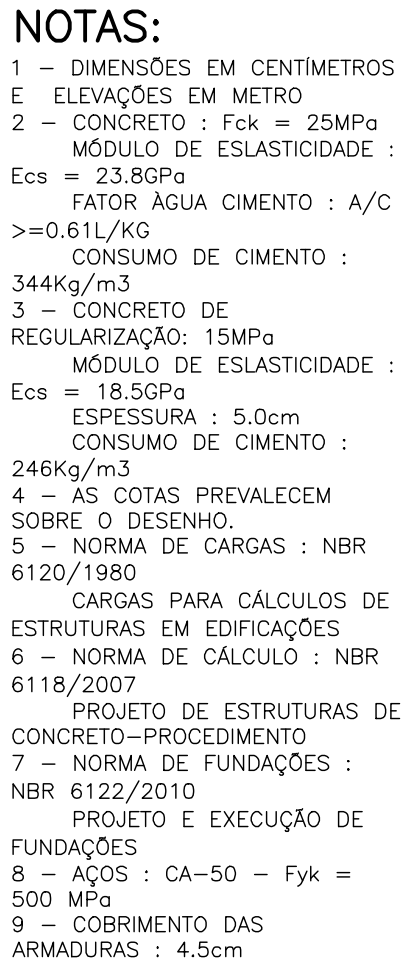 NOTAS:
1 – DIMENSÕES EM CENTÍMETROS
E ELEVAÇÕES EM METRO
2 – CONCRETO : Fck = 25MPa
MÓDULO DE ESLASTICIDADE :
Ecs = 23.8GPa
FATOR ÀGUA CIMENTO : A/C
>=0.61L/KG
CONSUMO DE CIMENTO :
344Kg/m3
3 – CONCRETO DE
REGULARIZAÇÃO: 15MPa
MÓDULO DE ESLASTICIDADE :
Ecs = 18.5GPa
ESPESSURA : 5.0cm
CONSUMO DE CIMENTO :
246Kg/m3
4 – AS COTAS PREVALECEM
SOBRE O DESENHO.
5 – NORMA DE CARGAS : NBR
6120/1980
CARGAS PARA CÁLCULOS DE
ESTRUTURAS EM EDIFICAÇÕES
6 – NORMA DE CÁLCULO : NBR
6118/2007
PROJETO DE ESTRUTURAS DE
CONCRETO–PROCEDIMENTO
7 – NORMA DE FUNDAÇÕES :
NBR 6122/2010
PROJETO E EXECUÇÃO DE
FUNDAÇÕES
8 – AÇOS : CA–50 – Fyk =
500 MPa
9 – COBRIMENTO DAS
ARMADURAS : 4.5cm